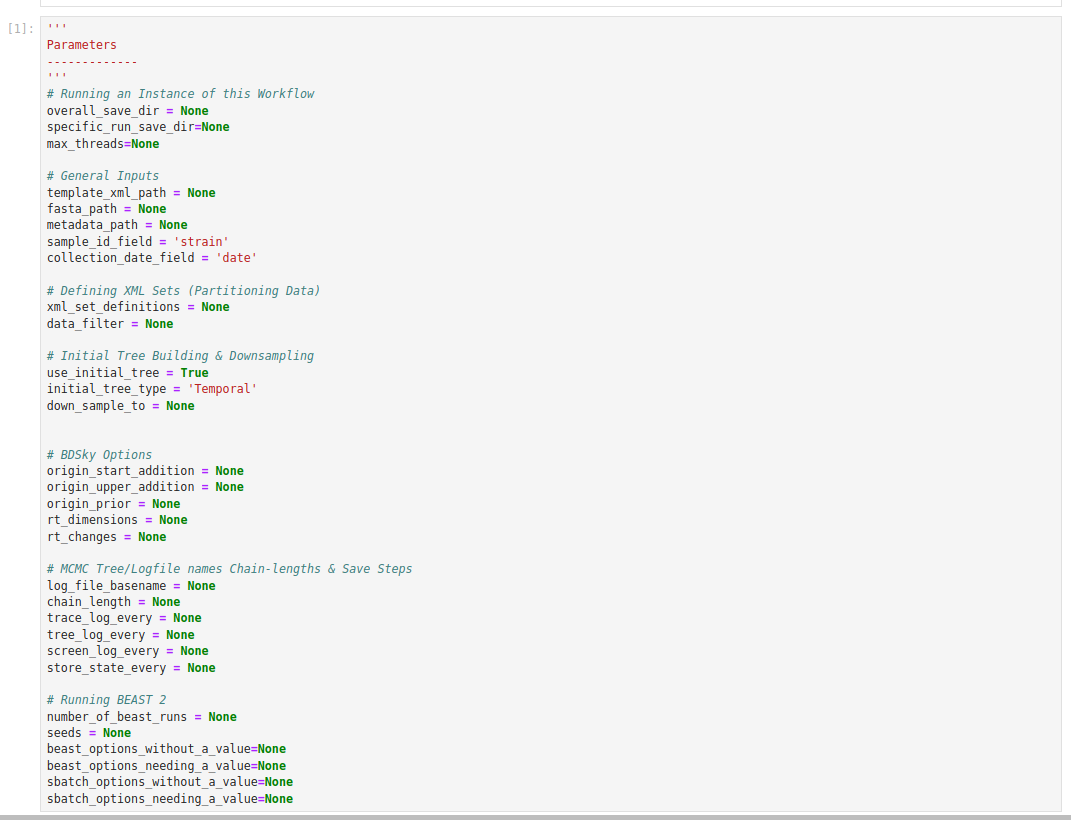 [1]: '''
Parameters
-------------
'''
# Running an Instance of this Workflow
overall_save_dir = None
specific_run_save_dir=None
max_threads=None
# General Inputs
template_xml_path = None
fasta_path = None
metadata_path = None
sample_id_field = 'strain'
collection_date_field = 'date'
# Defining XML Sets (Partitioning Data)
xml_set_definitions = None
data_filter = None
# Initial Tree Building & Downsampling
use_initial_tree = True
initial_tree_type = 'Temporal'
down_sample_to = None
# BDSky Options
origin_start_addition = None
origin_upper_addition = None
origin_prior = None
rt_dimensions = None
rt_changes = None
# MCMC Tree/Logfile names Chain-lengths & Save Steps
log_file_basename = None
chain_length = None
trace_log_every = None
tree_log_every = None
screen_log_every = None
store_state_every = None
# Running BEAST 2
number_of_beast_runs = None
seeds = None
beast_options_without_a_value=None
beast_options_needing_a_value=None
sbatch_options_without_a_value=None
sbatch_options_needing_a_value=None